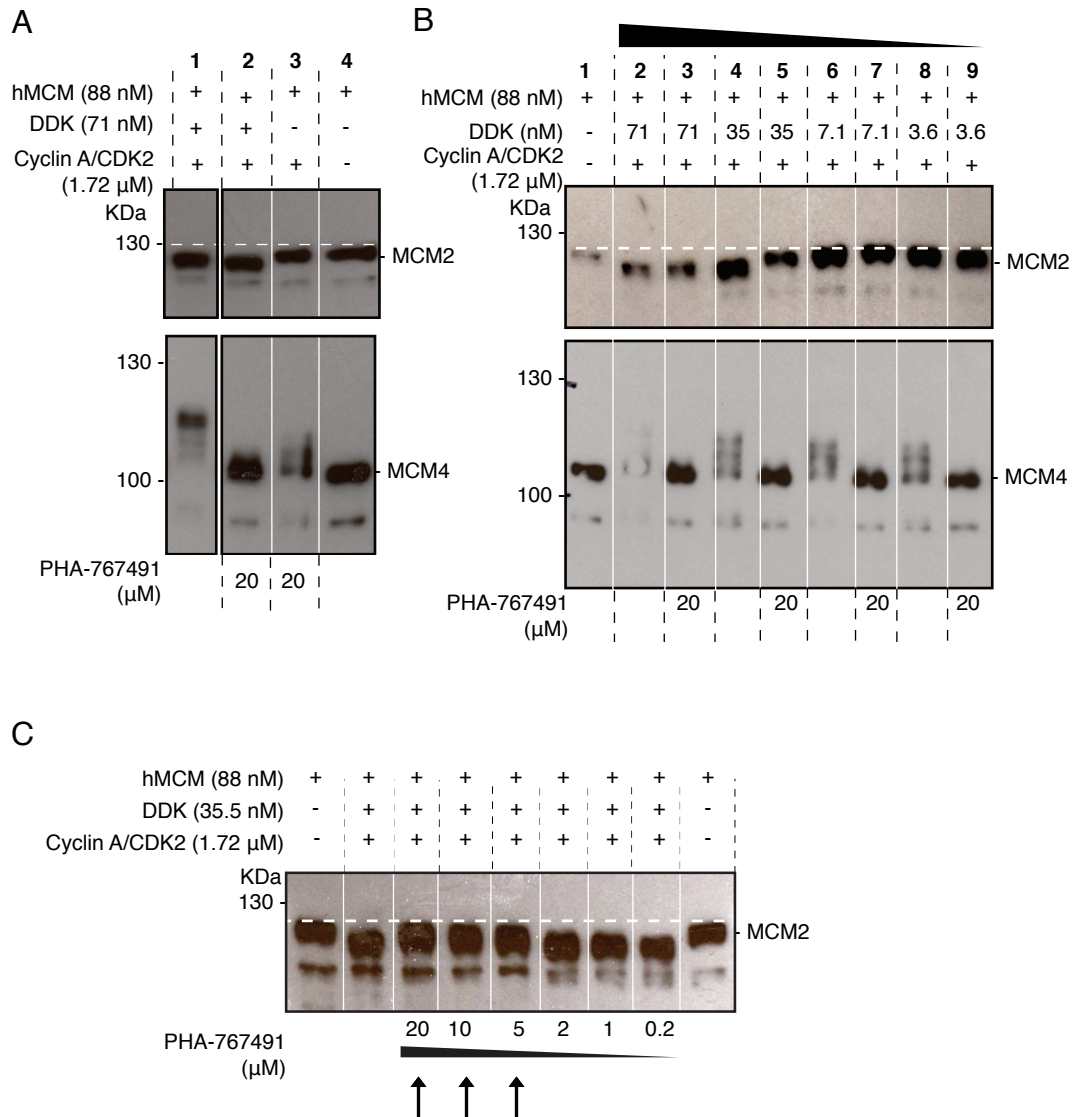 A
1 2 3 4
hMCM (88 nM) + + + +
DDK (71 nM) + + - -
Cyclin A/CDK2 + + + -
(1.72 µM)
KDa
130 -
MCM2
130 -
100 -
- MCM4
PHA-767491 20 20
(µM)
B
1 2 3 4 5 6 7 8 9
hMCM (88 nM) + + + + + + + + +
DDK (nM) - 71 71 35 35 7.1 7.1 3.6 3.6
Cyclin A/CDK2 - + + + + + + + +
(1.72 µM)
KDa
130 -
- MCM2
130 -
100 -
- MCM4
PHA-767491 20 20 20 20
(µM)
C
hMCM (88 nM) + + + + + + + + +
DDK (35.5 nM) - + + + + + + + -
Cyclin A/CDK2 (1.72 µM) - + + + + + + + -
KDa
130 -
- MCM2
PHA-767491 20 10 5 2 1 0.2
(µM)